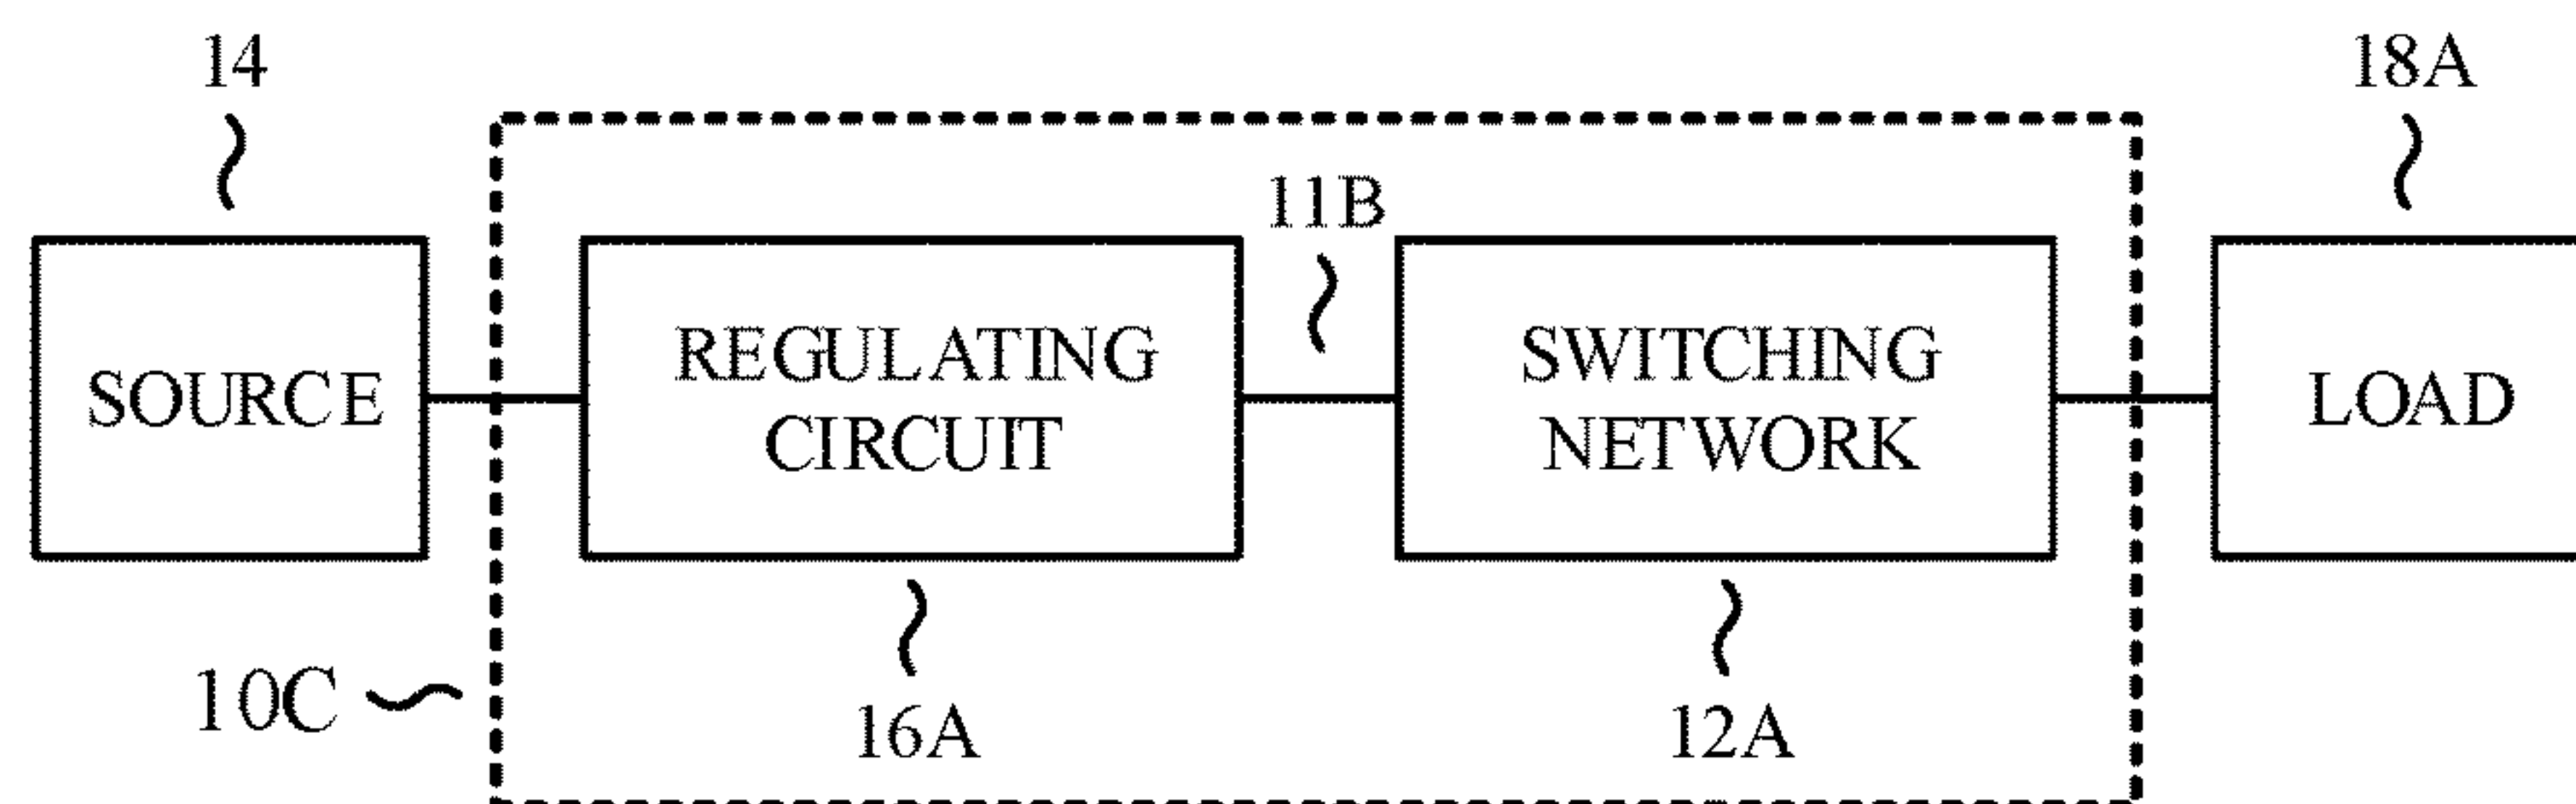 14
18A
11B
SOURCE
REGULATING
CIRCUIT
SWITCHING
NETWORK
LOAD
10C
16A
12A